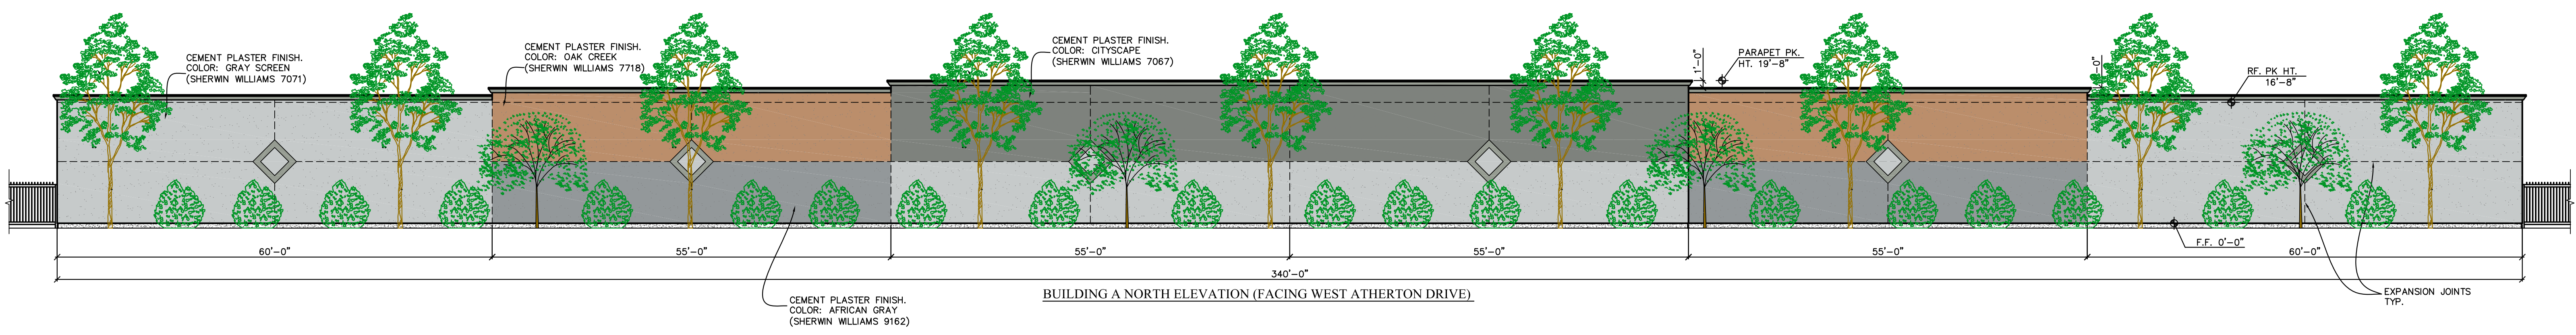 CEMENT PLASTER FINISH.
COLOR: GRAY SCREEN
(SHERWIN WILLIAMS 7071)
CEMENT PLASTER FINISH.
COLOR: OAK CREEK
(SHERWIN WILLIAMS 7718)
CEMENT PLASTER FINISH.
COLOR: CITYSCAPE
(SHERWIN WILLIAMS 7067)
1'-0"
PARAPET PK.
HT. 19'-8"
-0"
RF. PK HT.
16'-8"
F.F. 0'-0"
60'-0"
55'-0"
55'-0"
55'-0"
55'-0"
60'-0"
340'-0"
BUILDING A NORTH ELEVATION (FACING WEST ATHERTON DRIVE)
CEMENT PLASTER FINISH.
COLOR: AFRICAN GRAY
(SHERWIN WILLIAMS 9162)
EXPANSION JOINTS
TYP.